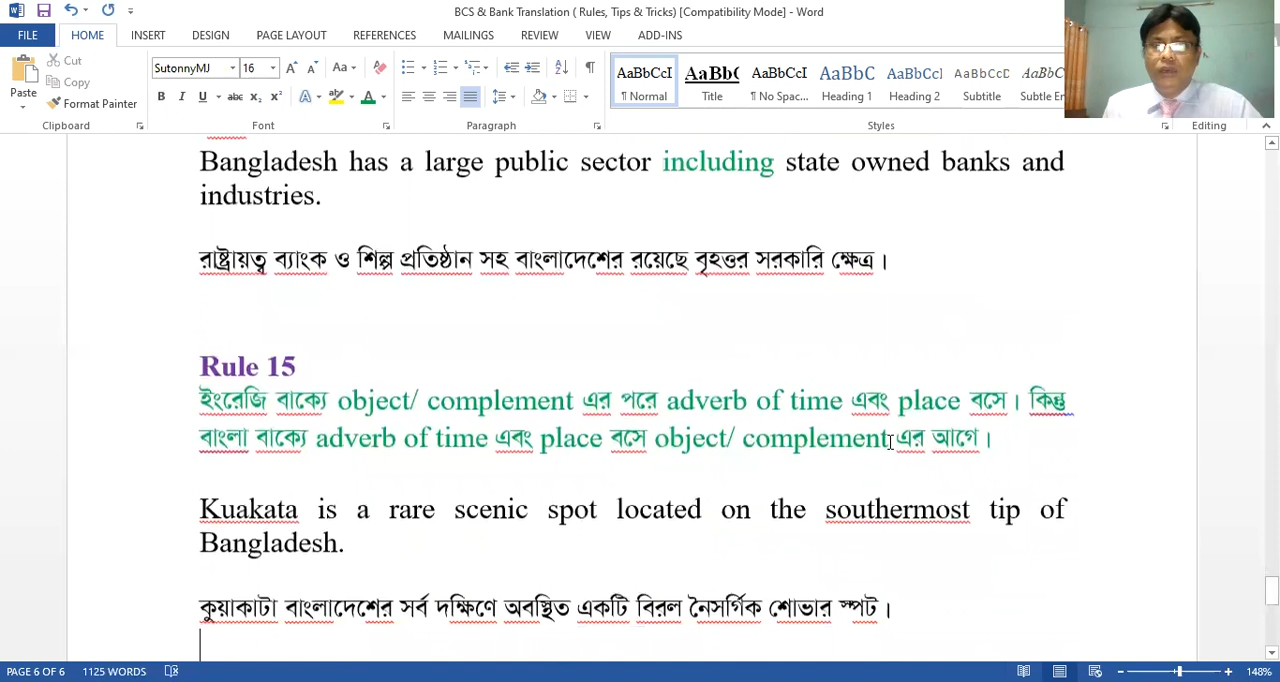 BCS & Bank Translation ( Rules, Tips & Tricks) [Compatibility Mode] - Word
FILE HOME INSERT DESIGN PAGE LAYOUT REFERENCES MAILINGS REVIEW VIEW ADD-INS
Paste
Cut
Copy
Format Painter
SutonnyMJ 16
AaBbCcI AaBb( AaBbCcI AaBbC AaBbCcI AaBbCcD AaBbC
¶ Normal Title ¶ No Spac... Heading 1 Heading 2 Subtitle Subtle En
Clipboard Font Paragraph Styles Editing
Bangladesh has a large public sector including state owned banks and
industries.
রাষ্ট্রায়ত্ব ব্যাংক ও শিল্প প্রতিষ্ঠান সহ বাংলাদেশের রয়েছে বৃহত্তর সরকারি ক্ষেত্র।
Rule 15
ইংরেজি বাক্যে object/ complement এর পরে adverb of time এবং place বসে। কিন্তু
বাংলা বাক্যে adverb of time এবং place বসে object/ complement এর আগে।
Kuakata is a rare scenic spot located on the southermost tip of
Bangladesh.
কুয়াকাটা বাংলাদেশের সর্ব দক্ষিণে অবস্থিত একটি বিরল নৈসর্গিক শোভার স্পট।
PAGE 6 OF 6 1125 WORDS 148%